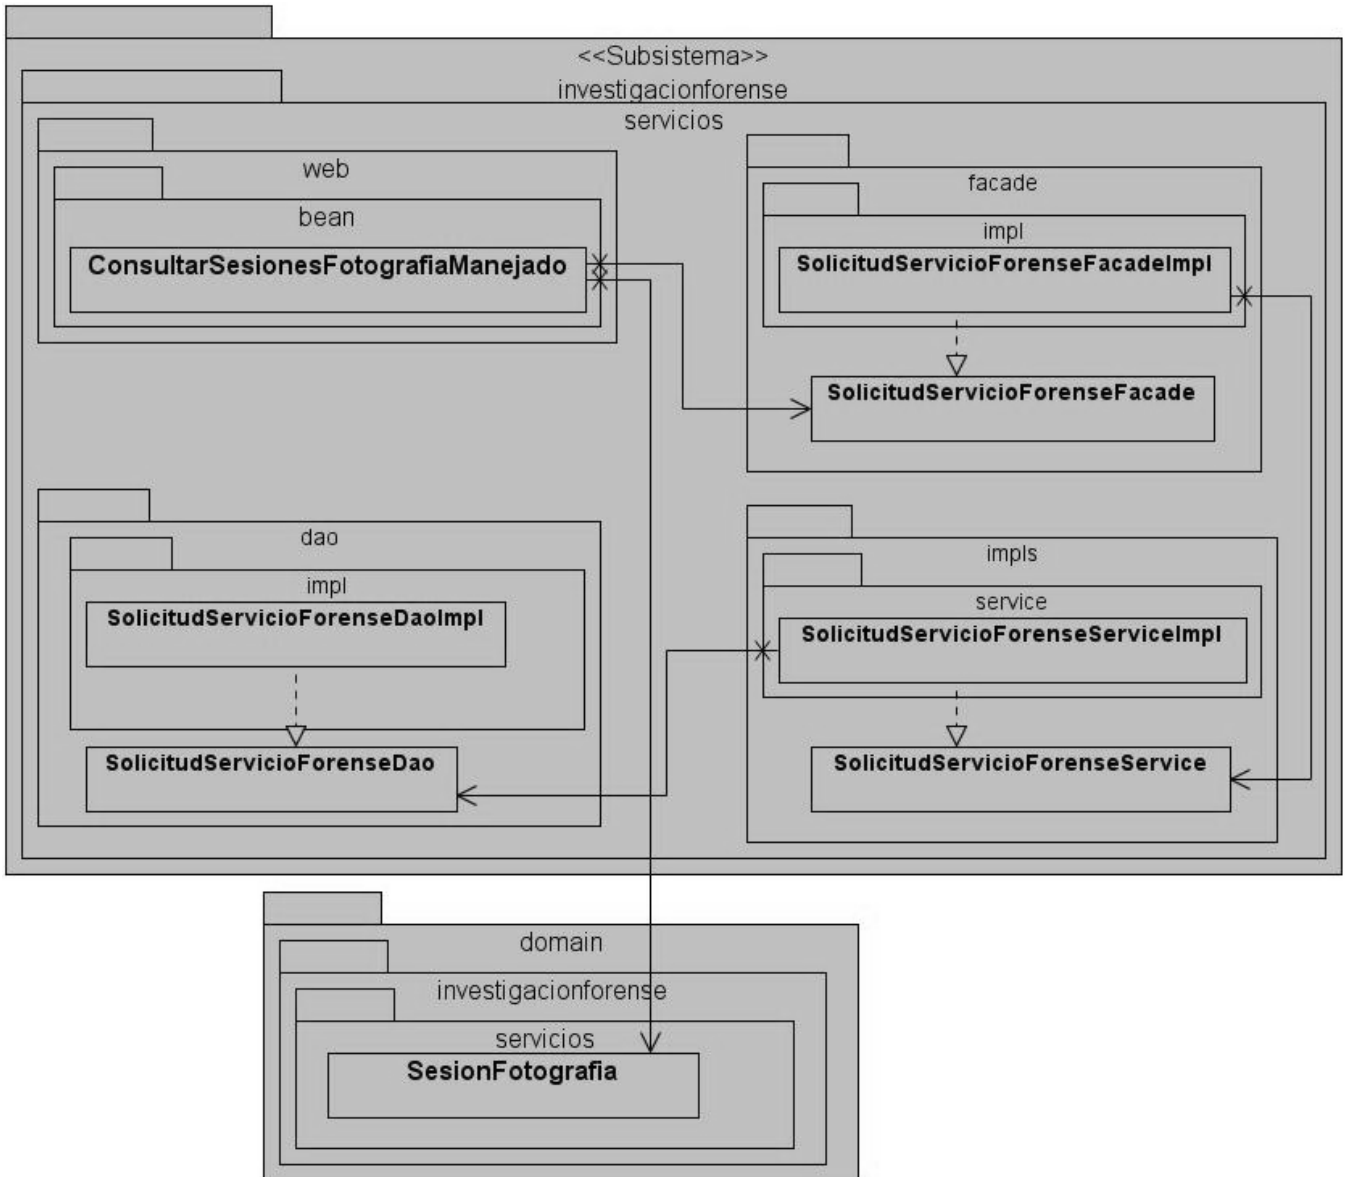 <<Subsistema>>
investigacionforense
servicios
web
bean
ConsultarSesionesFotografiaManejado
facade
impl
SolicitudServicioForenseFacadeImpl
SolicitudServicioForenseFacade
dao
impl
SolicitudServicioForenseDaoImpl
SolicitudServicioForenseDao
impls
service
SolicitudServicioForenseServiceImpl
SolicitudServicioForenseService
domain
investigacionforense
servicios
SesionFotografia